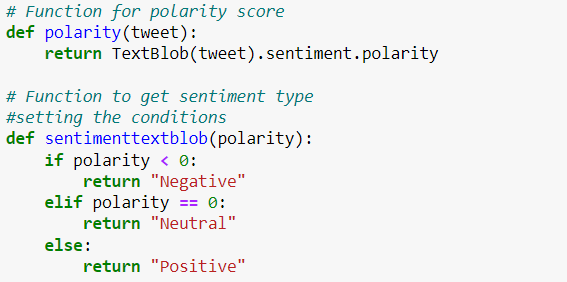 # Function for polarity score
def polarity(tweet):
    return TextBlob(tweet).sentiment.polarity

# Function to get sentiment type
#setting the conditions
def sentimenttextblob(polarity):
    if polarity < 0:
        return "Negative"
    elif polarity == 0:
        return "Neutral"
    else:
        return "Positive"